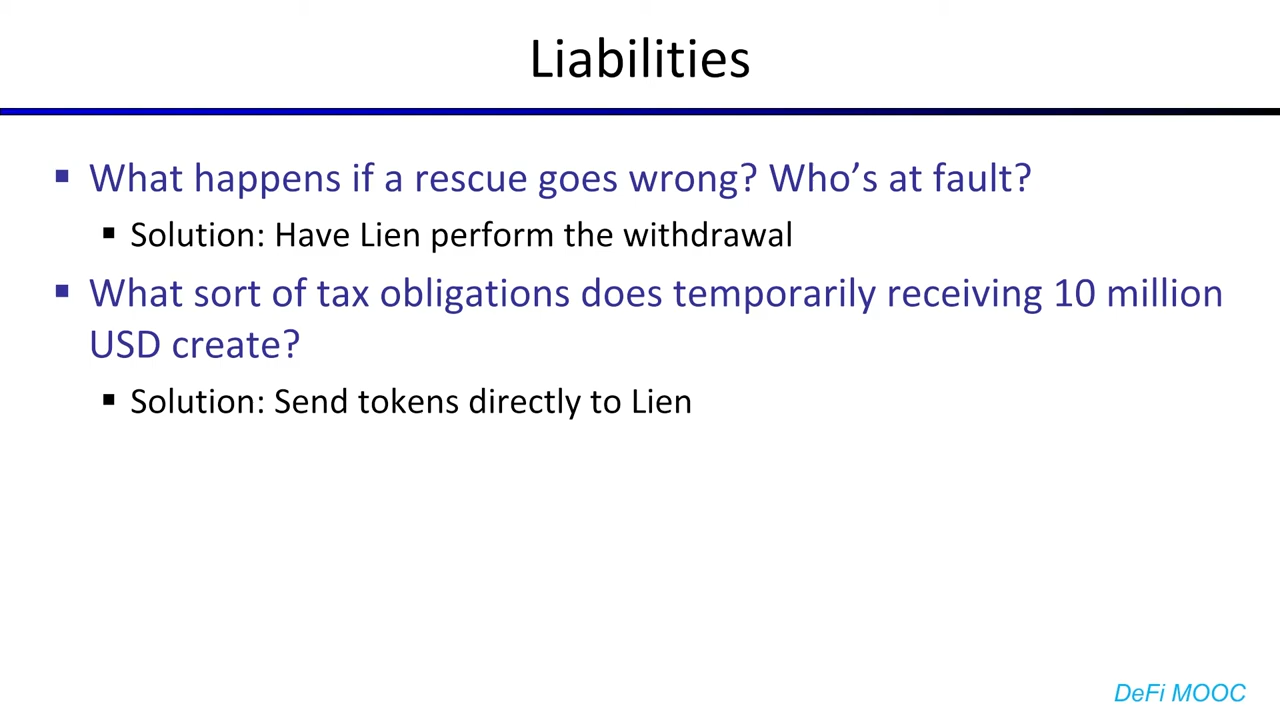 Liabilities
▪ What happens if a rescue goes wrong? Who’s at fault?
▪ Solution: Have Lien perform the withdrawal
▪ What sort of tax obligations does temporarily receiving 10 million
USD create?
▪ Solution: Send tokens directly to Lien
DeFi MOOC